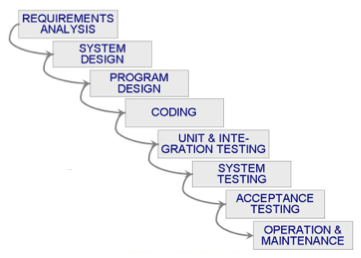 REQUIREMENTS
ANALYSIS
SYSTEM
DESIGN
PROGRAM
DESIGN
CODING
UNIT & INTE-
GRATION TESTING
SYSTEM
TESTING
ACCEPTANCE
TESTING
OPERATION &
MAINTENANCE